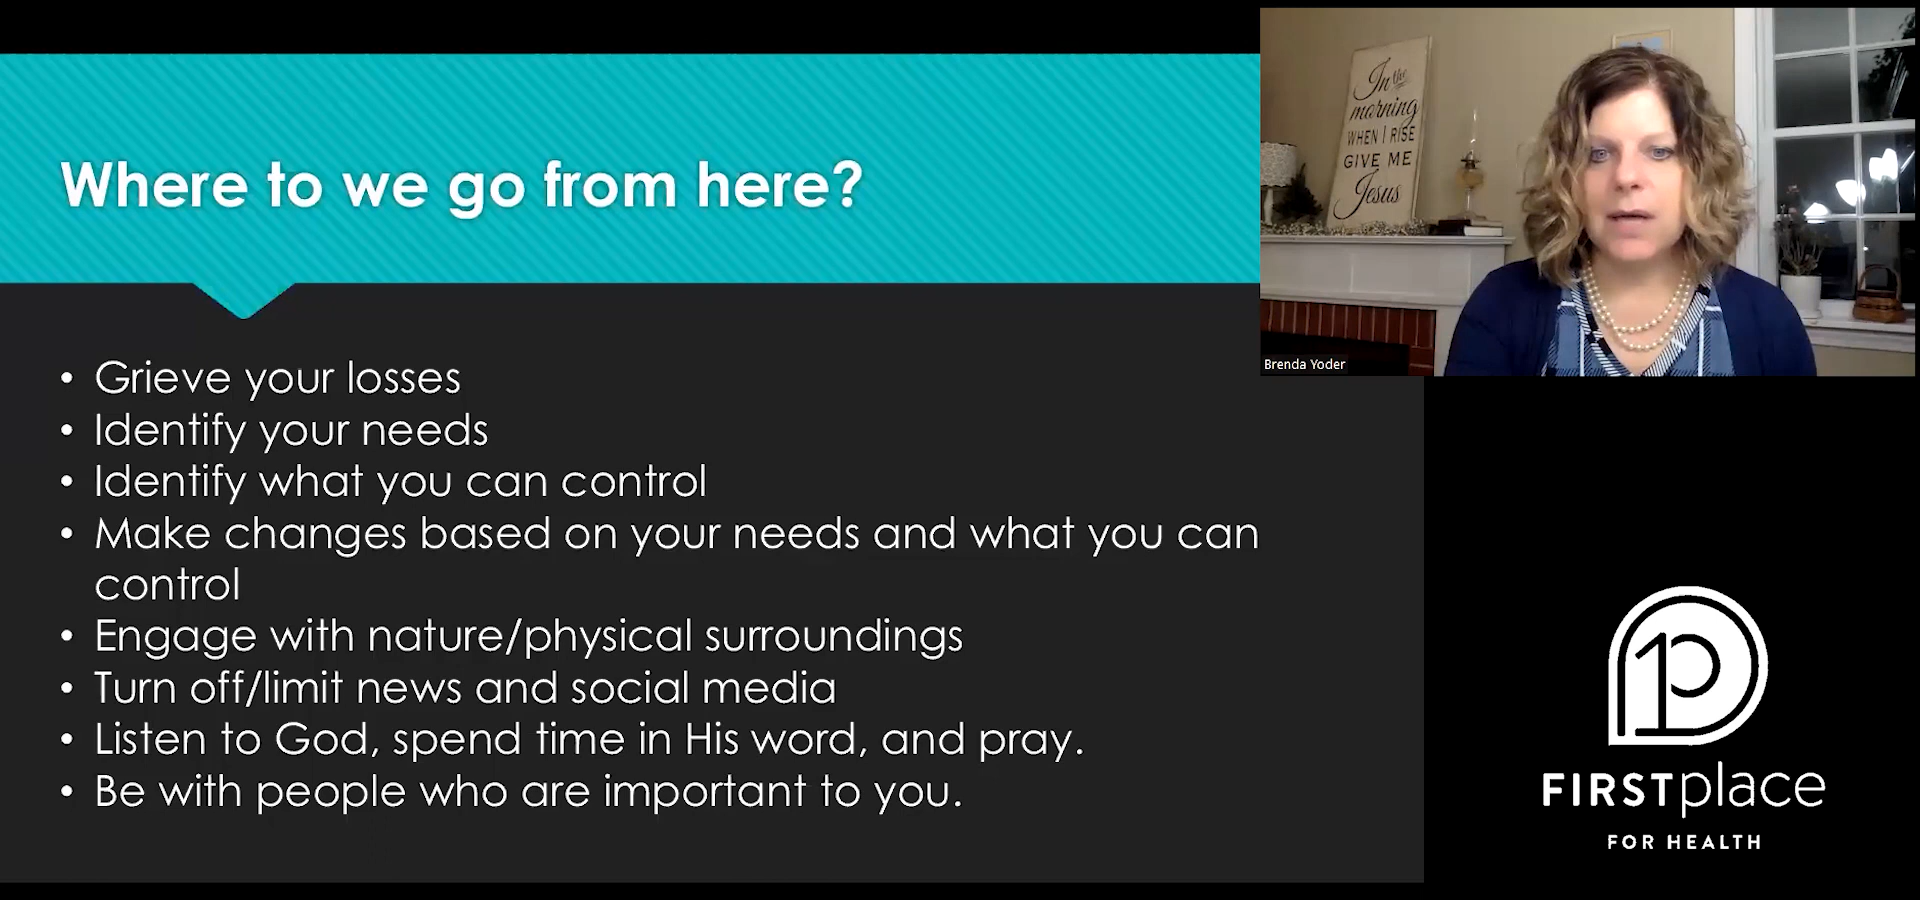 Where to we go from here?
• Grieve your losses
• Identify your needs
• Identify what you can control
• Make changes based on your needs and what you can
control
• Engage with nature/physical surroundings
• Turn off/limit news and social media
• Listen to God, spend time in His word, and pray.
• Be with people who are important to you.
In the
morning
WHEN I RISE
GIVE ME
Jesus
Brenda Yoder
FIRSTplace
FOR HEALTH